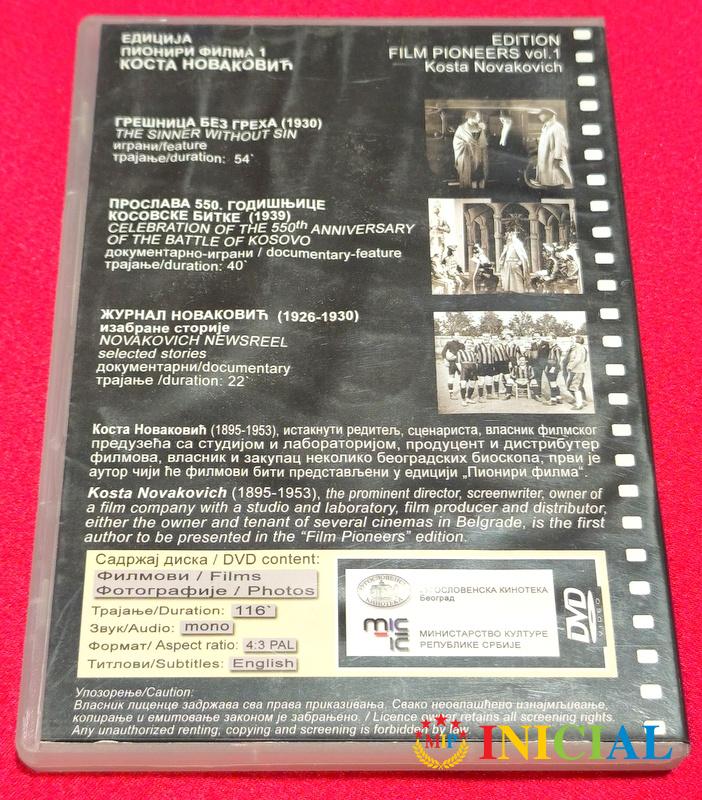 ЕДИЦИЈА
ПИОНИРИ ФИЛМА 1
КОСТА НОВАКОВИЋ
EDITION
FILM PIONEERS vol.1
Kosta Novakovich
ГРЕШНИЦА БЕЗ ГРЕХА (1930)
THE SINNER WITHOUT SIN
играни/feature
трајање/duration: 54`
ПРОСЛАВА 550. ГОДИШЊИЦЕ
КОСОВСКЕ БИТКЕ (1939)
CELEBRATION OF THE 550th ANNIVERSARY
OF THE BATTLE OF KOSOVO
документарно-играни / documentary-feature
трајање/duration: 40`
ЖУРНАЛ НОВАКОВИЋ (1926-1930)
изабране сторије
NOVAKOVICH NEWSREEL
selected stories
документарни/documentary
трајање /duration: 22`
Коста Новаковић (1895-1953), истакнути редитељ, сценариста, власник филмског
предузећа са студијом и лабораторијом, продуцент и дистрибутер
филмова, власник и закупац неколико београдских биоскопа, први је
аутор чији ће филмови бити представљени у едицији „Пионири филма“.
Kosta Novakovich (1895-1953), the prominent director, screenwriter, owner of
a film company with a studio and laboratory, film producer and distributor,
either the owner and tenant of several cinemas in Belgrade, is the first
author to be presented in the “Film Pioneers” edition.
Садржај диска / DVD content:
Филмови / Films
Фотографије / Photos
Трајање/Duration: 116`
Звук/Audio: mono
Формат/ Aspect ratio: 4:3 PAL
Титлови/Subtitles: English
ЈУГОСЛОВЕНСКА КИНОТЕКА
Београд
МИНИСТАРСТВО КУЛТУРЕ
РЕПУБЛИКЕ СРБИЈЕ
DVD
VIDEO
Упозорење/Caution:
Власник лиценце задржава сва права приказивања. Свако неовлашћено изнајмљивање,
копирање и емитовање законом је забрањено. / Licence owner retains all screening rights.
Any unauthorized renting, copying and screening is forbidden by law.
MIP
INICIAL